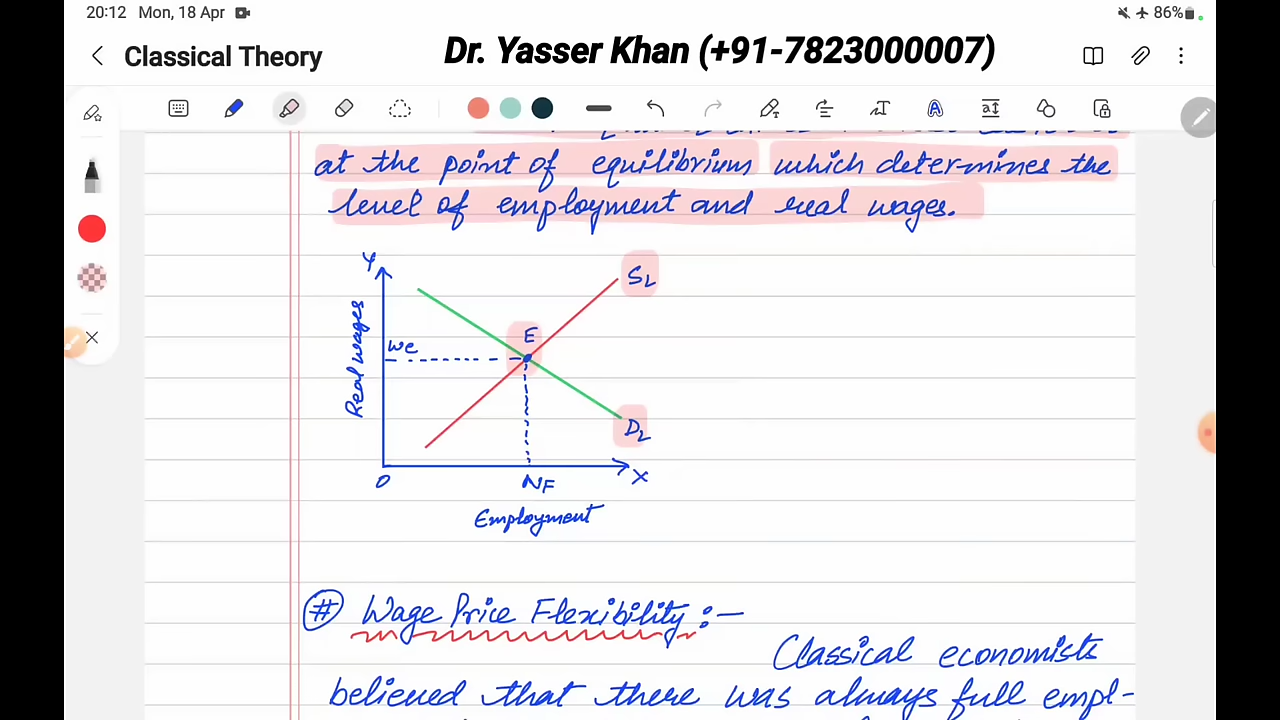 20:12 Mon, 18 Apr
86%
Classical Theory
Dr. Yasser Khan (+91-7823000007)
at the point of equilibrium which determines the
level of employment and real wages.
Y
SL
E
We
Real wages
DL
O
NF
X
Employment
# Wage Price Flexibility :-
Classical economists
believed that there was always full empl-